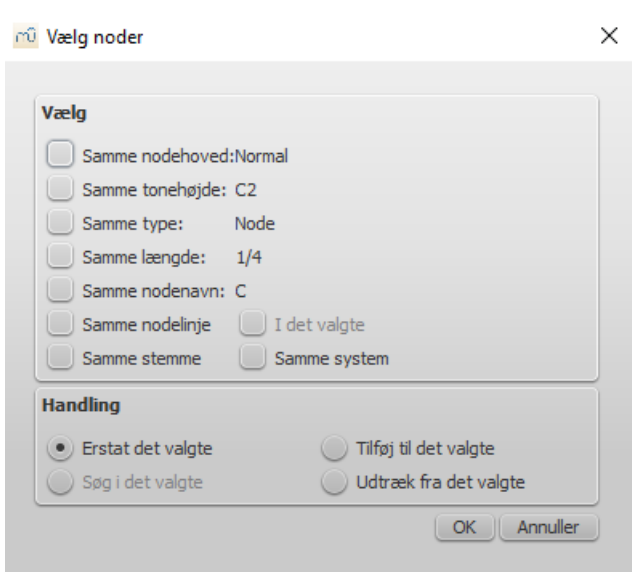 Vælg noder
Vælg
Samme nodehoved:Normal
Samme tonehøjde: C2
Samme type: Node
Samme længde: 1/4
Samme nodenavn: C
Samme nodelinje I det valgte
Samme stemme Samme system
Handling
Erstat det valgte Tilføj til det valgte
Søg i det valgte Udtræk fra det valgte
OK Annuller